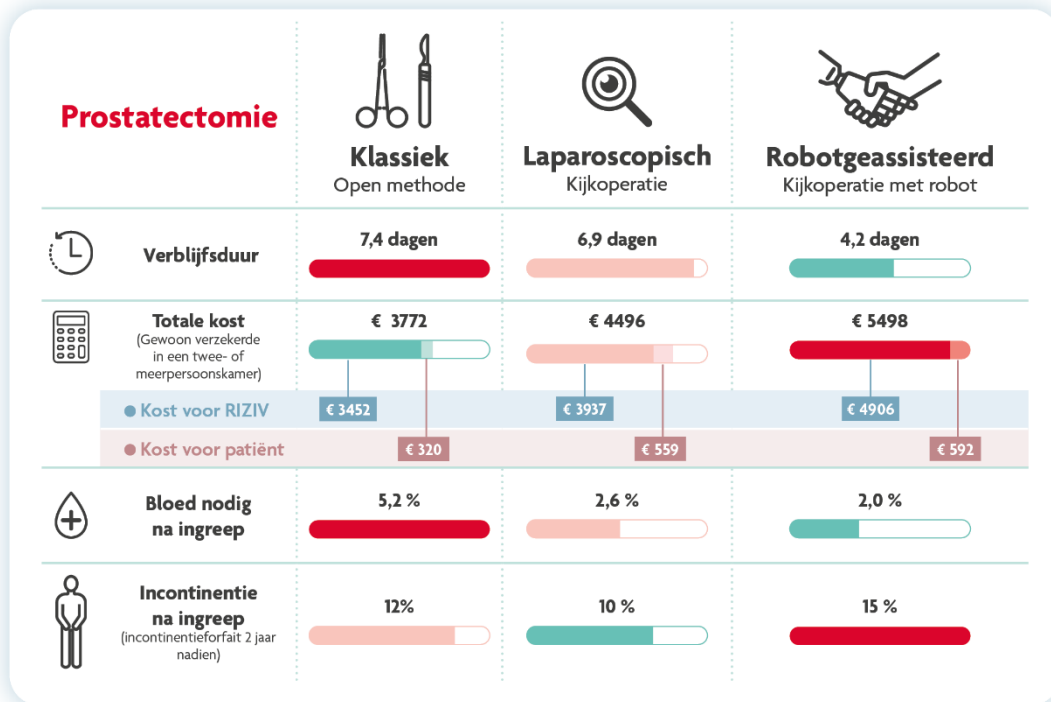 Prostatectomie
Klassiek
Open methode
Laparoscopisch
Kijkoperatie
Robotgeassisteerd
Kijkoperatie met robot
Verblijfsduur
7,4 dagen
6,9 dagen
4,2 dagen
Totale kost
(Gewoon verzekerde
in een twee- of
meerpersoonskamer)
€ 3772
€ 4496
€ 5498
Kost voor RIZIV
€ 3452
€ 3937
€ 4906
Kost voor patiënt
€ 320
€ 559
€ 592
Bloed nodig
na ingreep
5,2 %
2,6 %
2,0 %
Incontinentie
na ingreep
(incontinentieforfait 2 jaar
nadien)
12%
10 %
15 %